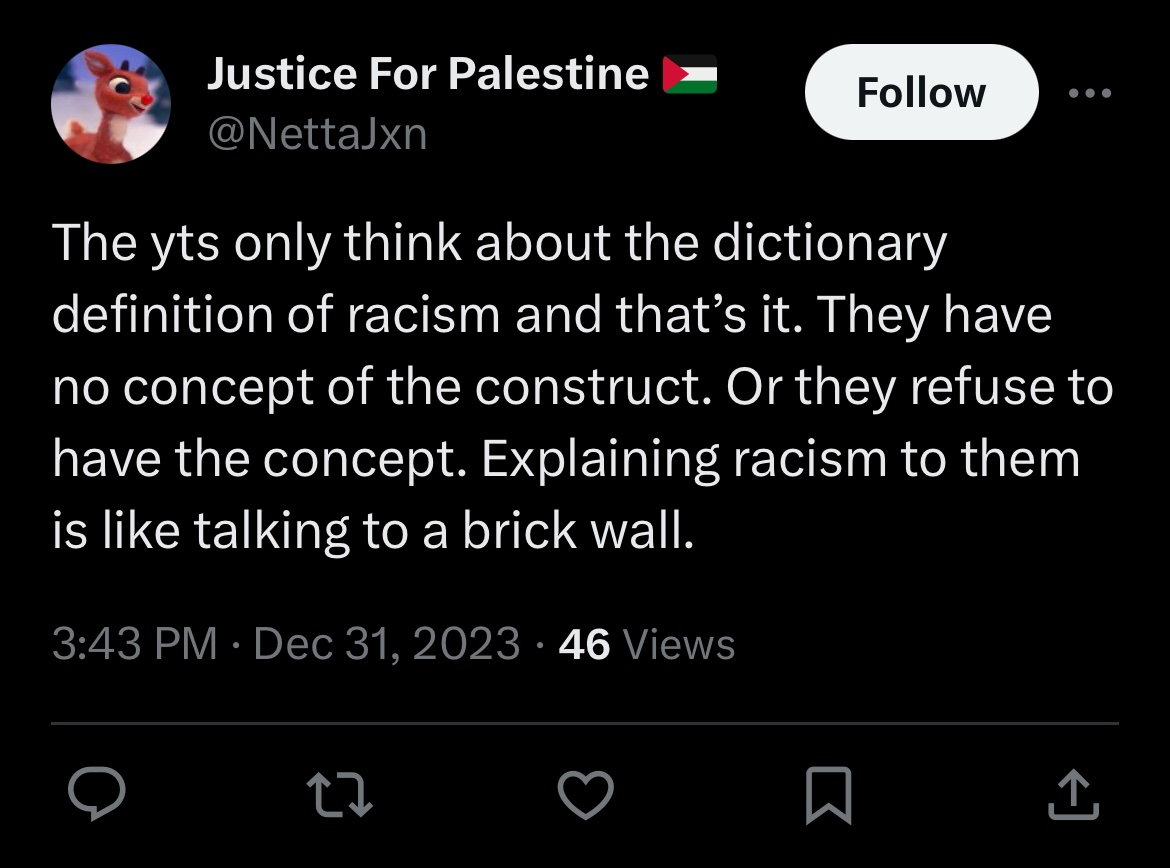 Justice For Palestine 🇵🇸
Follow
@NettaJxn
The yts only think about the dictionary
definition of racism and that’s it. They have
no concept of the construct. Or they refuse to
have the concept. Explaining racism to them
is like talking to a brick wall.
3:43 PM · Dec 31, 2023 · 46 Views